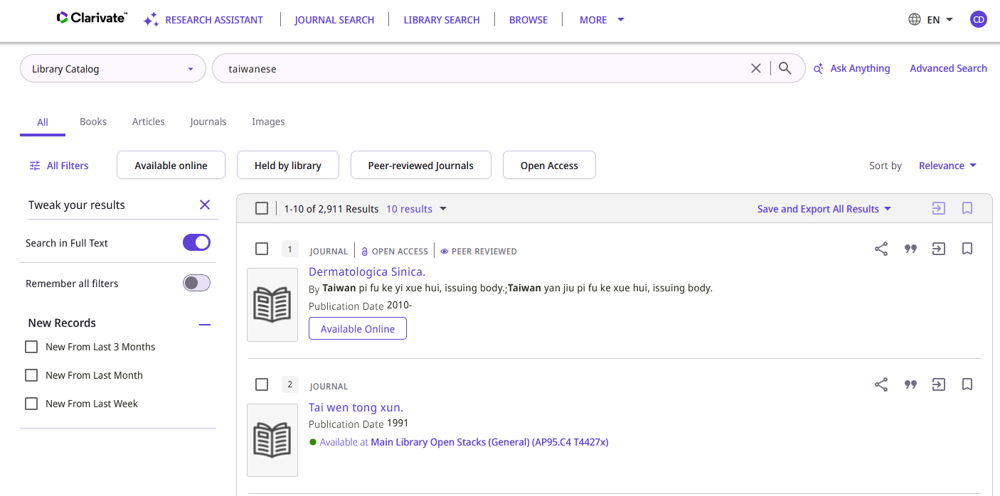 Clarivate™ RESEARCH ASSISTANT JOURNAL SEARCH LIBRARY SEARCH BROWSE MORE EN CD
Library Catalog taiwanese Ask Anything Advanced Search
All Books Articles Journals Images
All Filters Available online Held by library Peer-reviewed Journals Open Access Sort by Relevance
Tweak your results
Search in Full Text
Remember all filters
New Records
New From Last 3 Months
New From Last Month
New From Last Week
1-10 of 2,911 Results 10 results Save and Export All Results
1 JOURNAL OPEN ACCESS PEER REVIEWED
Dermatologica Sinica.
By Taiwan pi fu ke yi xue hui, issuing body.;Taiwan yan jiu pi fu ke xue hui, issuing body.
Publication Date 2010-
Available Online
2 JOURNAL
Tai wen tong xun.
Publication Date 1991
Available at Main Library Open Stacks (General) (AP95.C4 T4427x)